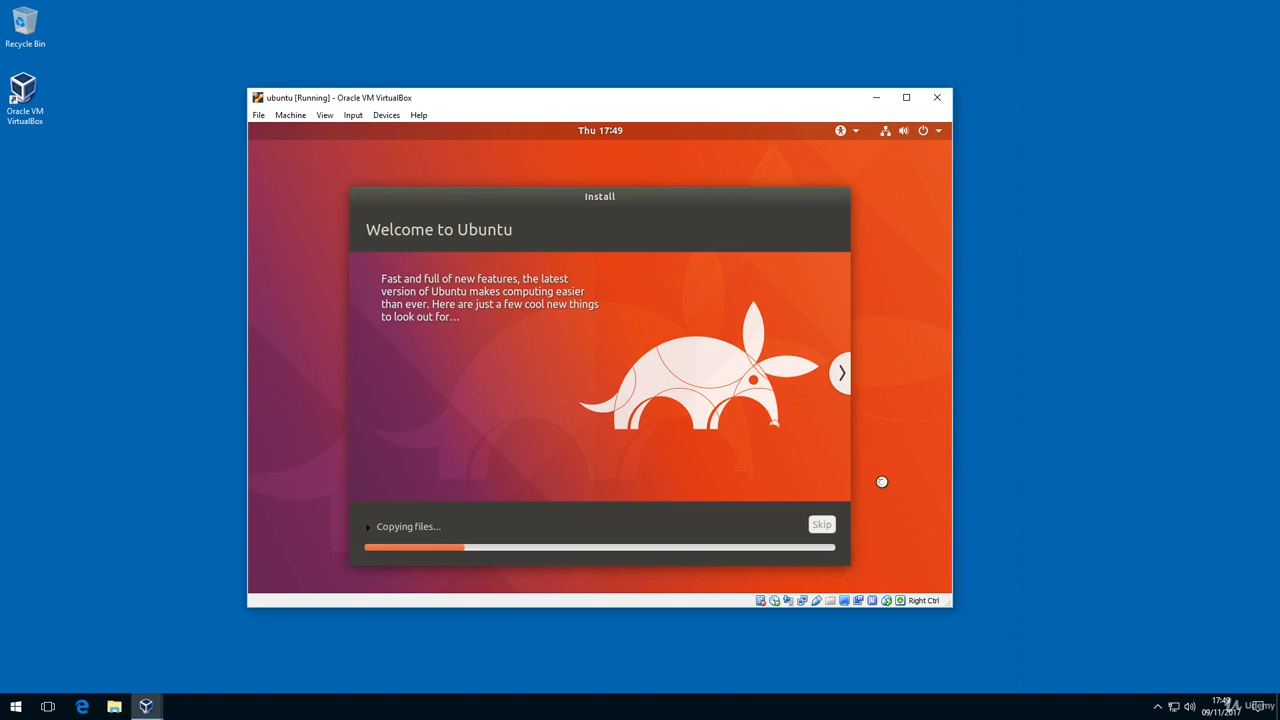 Recycle Bin
Oracle VM
VirtualBox
ubuntu [Running] - Oracle VM VirtualBox
File Machine View Input Devices Help
Thu 17:49
Install
Welcome to Ubuntu
Fast and full of new features, the latest
version of Ubuntu makes computing easier
than ever. Here are just a few cool new things
to look out for...
Copying files...
Skip
Right Ctrl
17:49
09/11/2017
Udemy